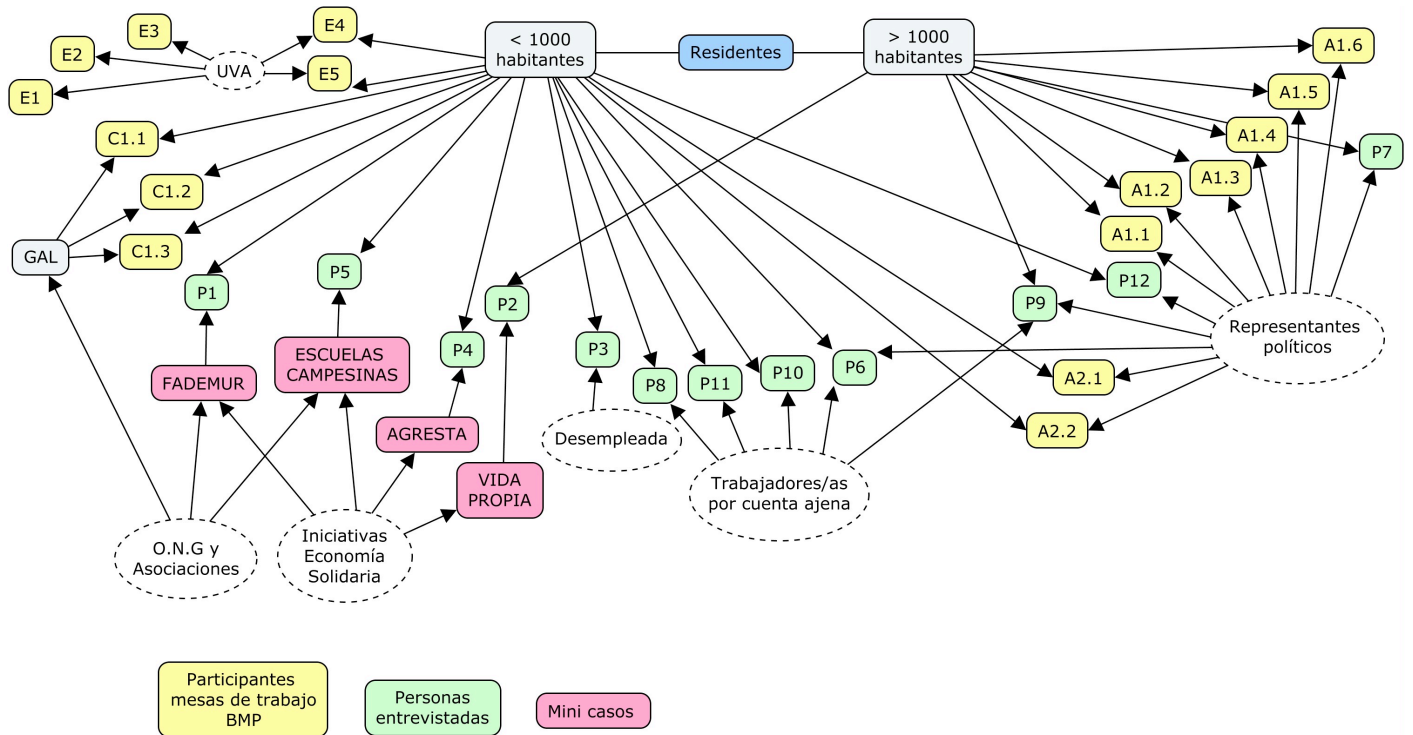 E3
E4
< 1000
habitantes
Residentes
> 1000
habitantes
A1.6
E2
UVA
E5
E1
A1.5
C1.1
A1.4
P7
C1.2
A1.2
A1.3
C1.3
A1.1
GAL
P1
P5
P2
P12
P9
Representantes
políticos
P4
P3
P6
ESCUELAS
CAMPESINAS
FADEMUR
P8
P11
P10
A2.1
AGRESTA
Desempleada
A2.2
VIDA
PROPIA
Trabajadores/as
por cuenta ajena
O.N.G y
Asociaciones
Iniciativas
Economía
Solidaria
Participantes
mesas de trabajo
BMP
Personas
entrevistadas
Mini casos